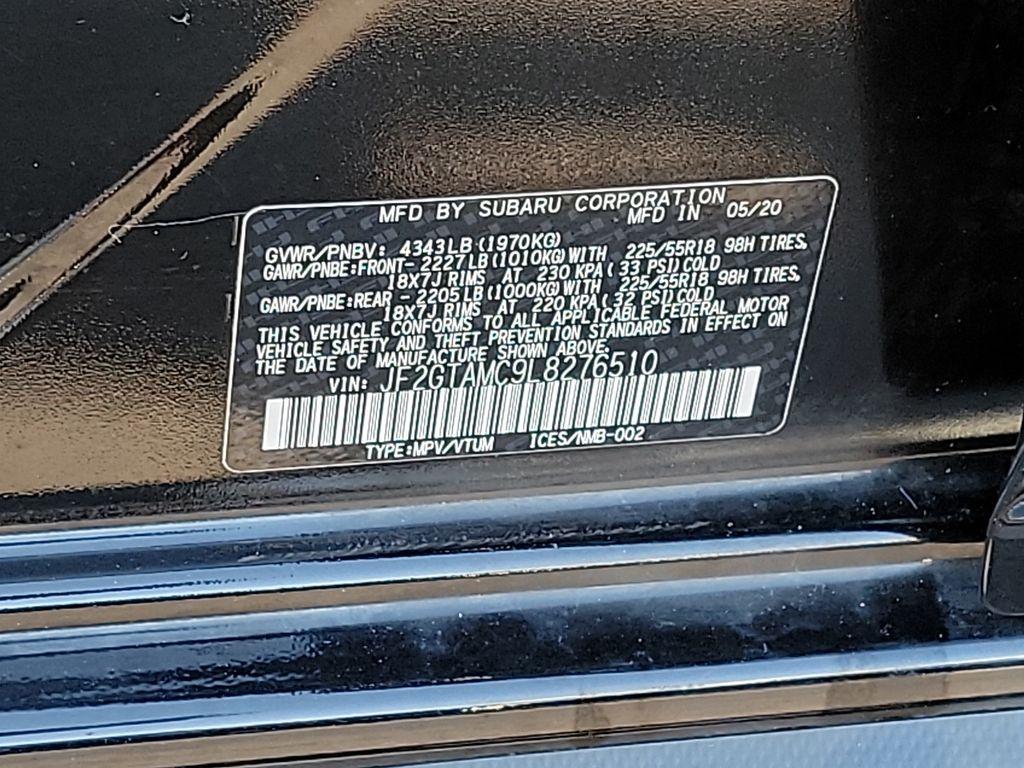 MFD BY SUBARU CORPORATION
MFD IN 05/20
GVWR/PNBV: 4343LB(1970KG)
GAWR/PNBE:FRONT-2227LB(1010KG)WITH 225/55R18 98H TIRES,
18X7J RIMS AT 230 KPA(33 PSI)COLD
GAWR/PNBE:REAR -2205LB(1000KG)WITH 225/55R18 98H TIRES,
18X7J RIMS AT 220 KPA(32 PSI)COLD
THIS VEHICLE CONFORMS TO ALL APPLICABLE FEDERAL MOTOR
VEHICLE SAFETY AND THEFT PREVENTION STANDARDS IN EFFECT ON
THE DATE OF MANUFACTURE SHOWN ABOVE.
VIN: JF2GTAMC9L8276510
TYPE:MPV/VTUM ICES/NMB-002